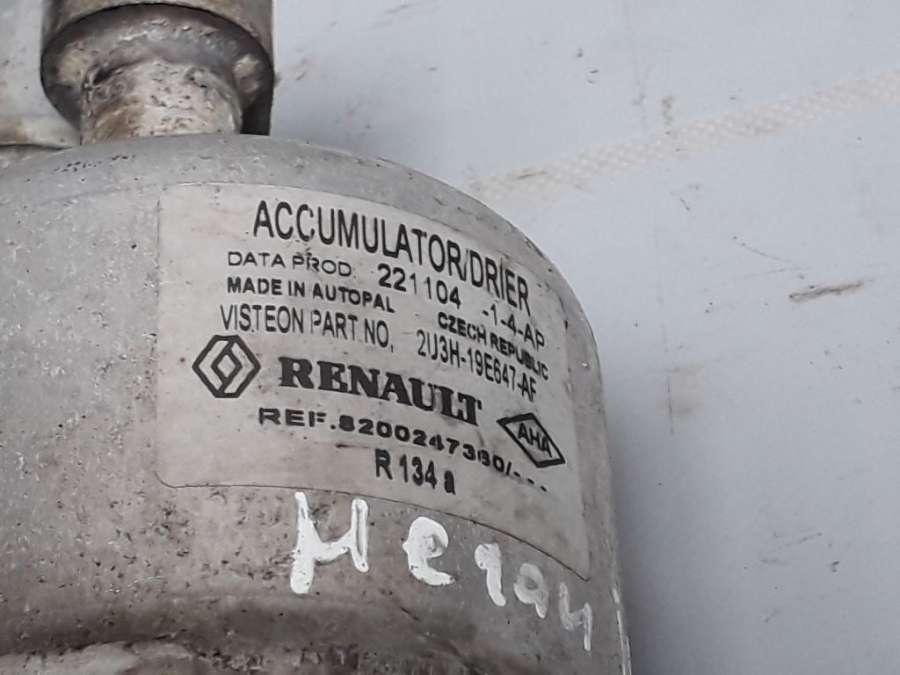 ACCUMULATOR/DRIER
DATA PROD. 221104 -1-4-AP
MADE IN AUTOPAL CZECH REPUBLIC
VISTEON PART NO, 2U3H-19E647-AF
RENAULT
REF.8200247360/---
AHA
R 134 a
Меган